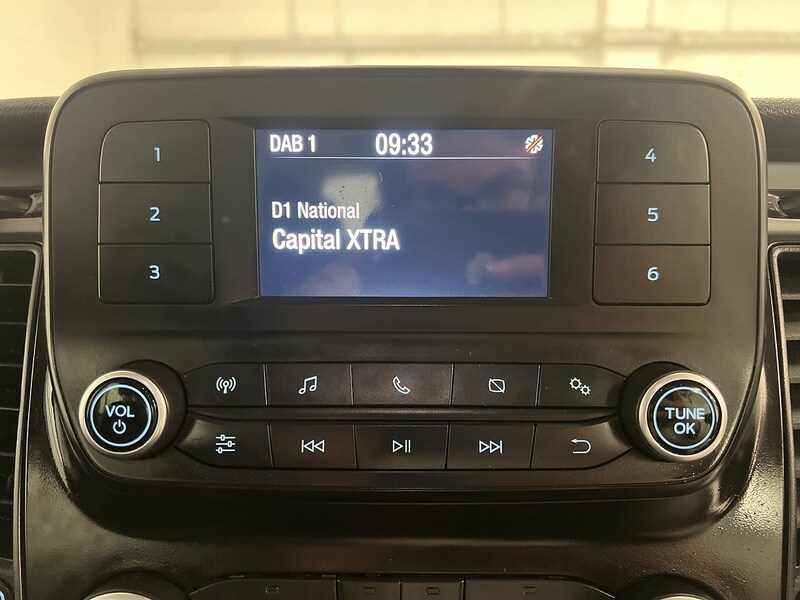 DAB 1 09:33
D1 National
Capital XTRA
1
2
3
4
5
6
VOL
TUNE
OK